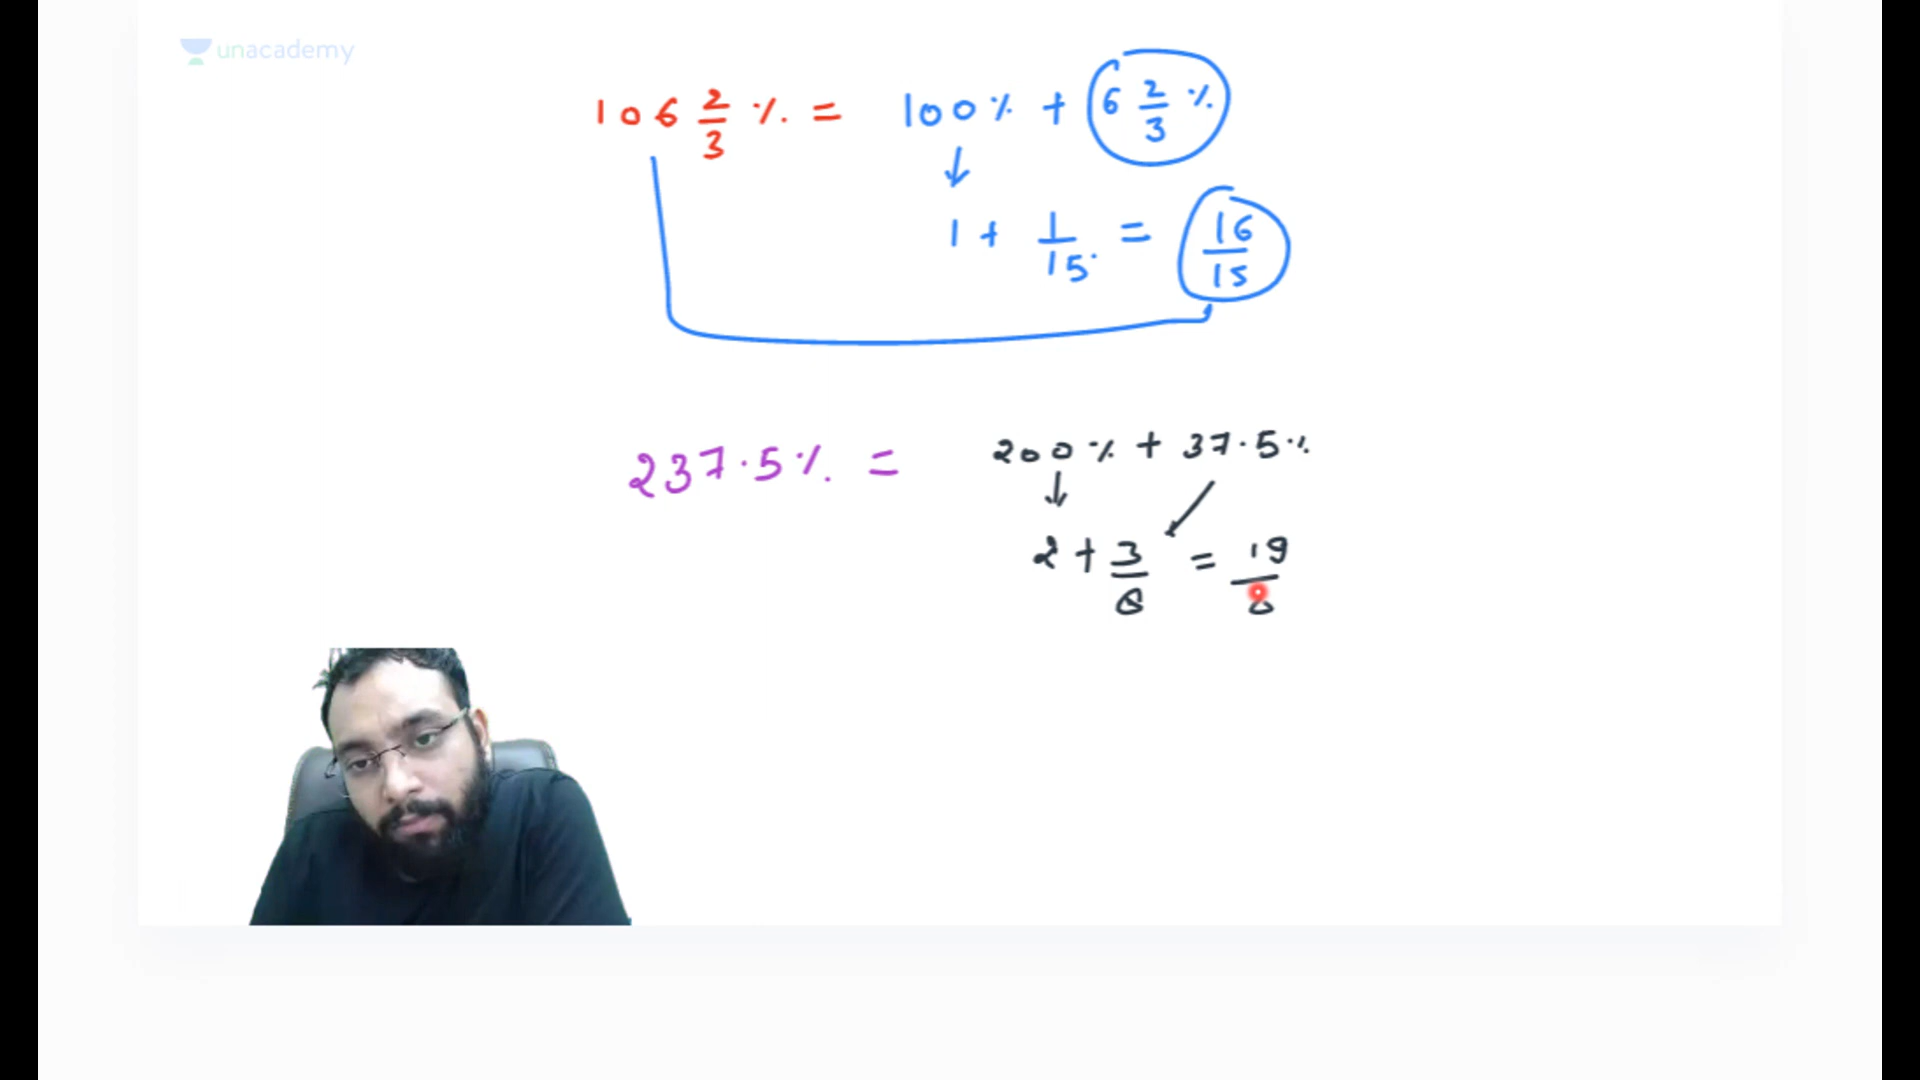 unacademy
106 2/3 % = 100% + 6 2/3 %
1 + 1/15 = 16/15
237.5% = 200% + 37.5%
2 + 3/8 = 19/8